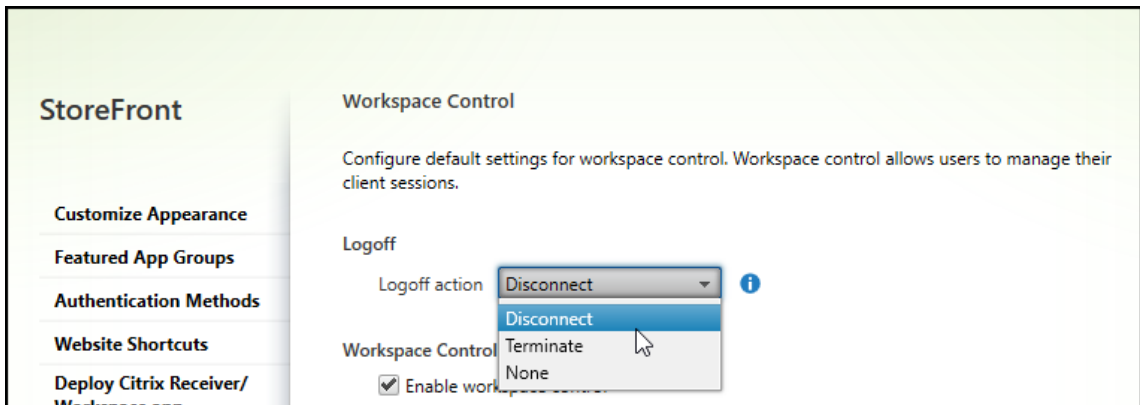 StoreFront
Customize Appearance
Featured App Groups
Authentication Methods
Website Shortcuts
Deploy Citrix Receiver/
Workspace Control
Configure default settings for workspace control. Workspace control allows users to manage their
client sessions.
Logoff
Logoff action Disconnect
Disconnect
Terminate
None
Workspace Control
Enable